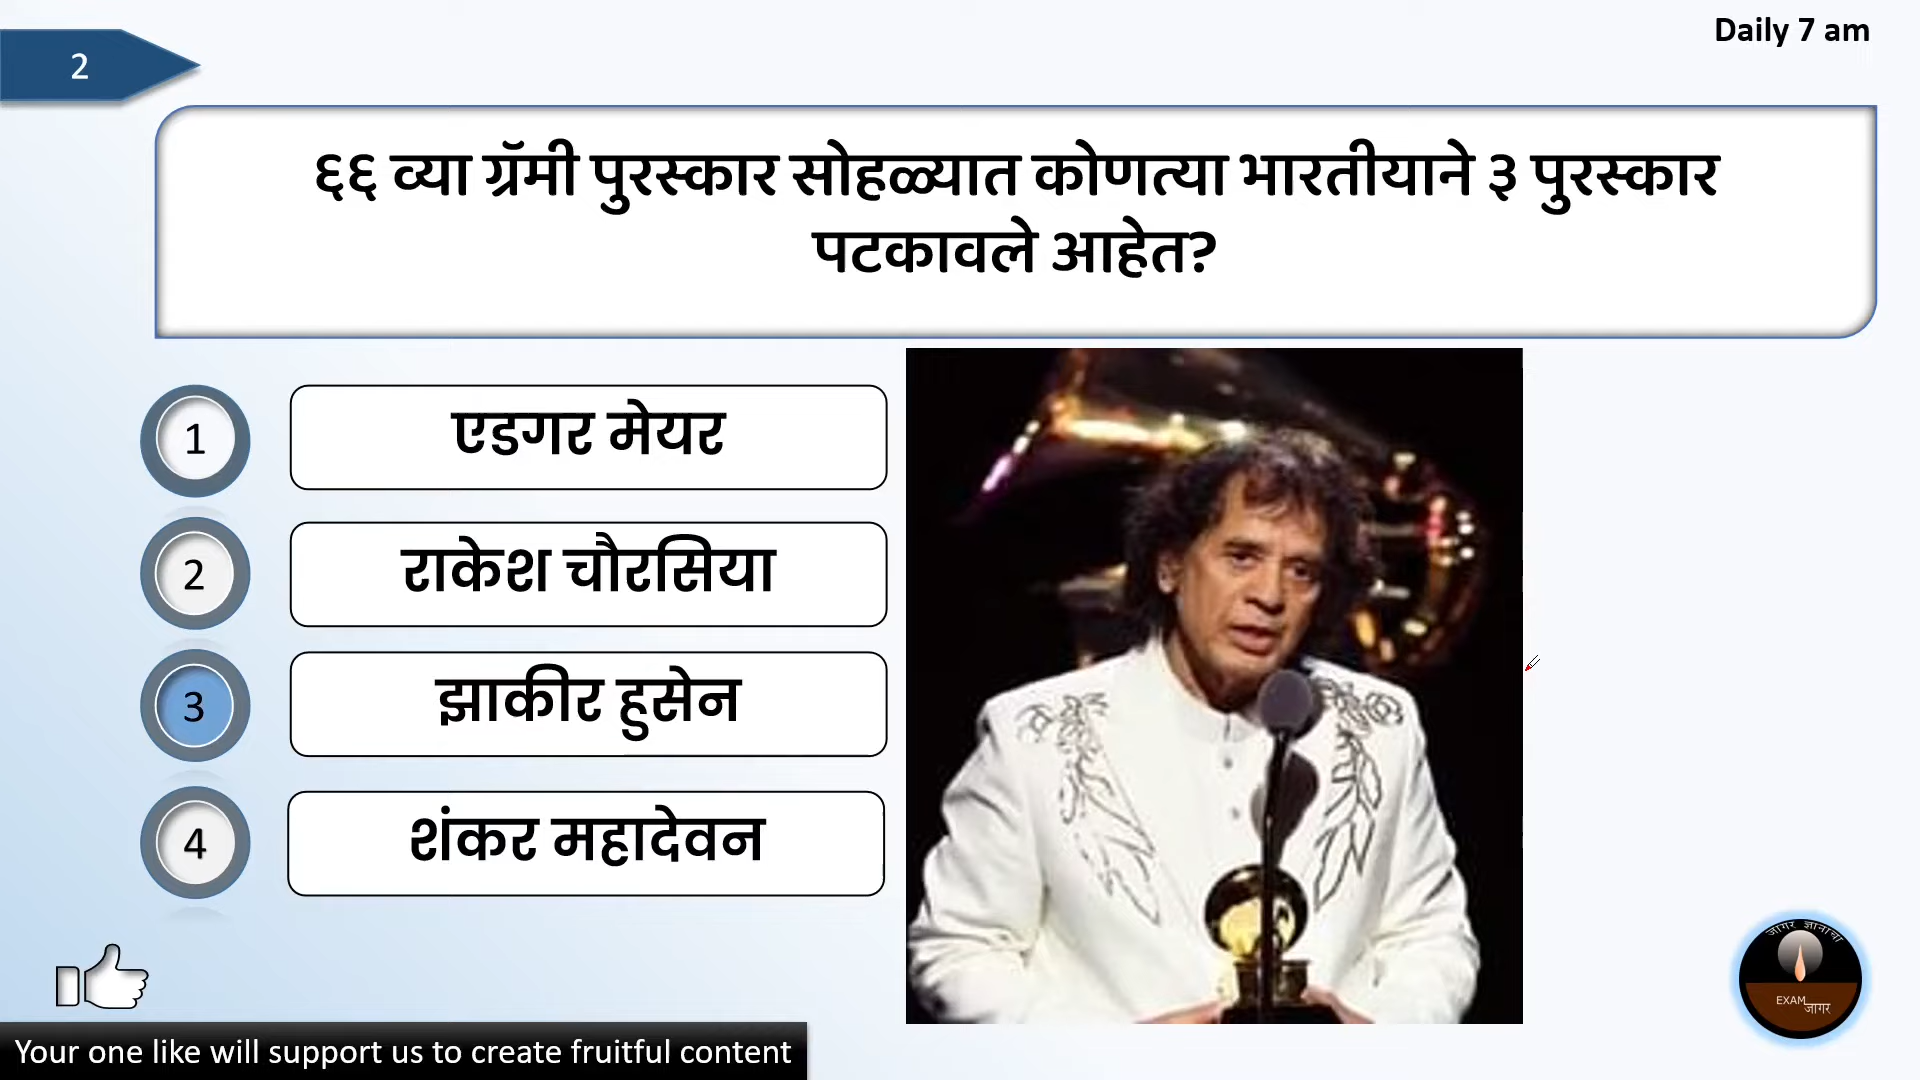 Daily 7 am
2
६६ व्या ग्रॅमी पुरस्कार सोहळ्यात कोणत्या भारतीयाने ३ पुरस्कार
पटकावले आहेत?
1
एडगर मेयर
2
राकेश चौरसिया
3
झाकीर हुसेन
4
शंकर महादेवन
जागर ज्ञानाचा
EXAM
जागर
Your one like will support us to create fruitful content